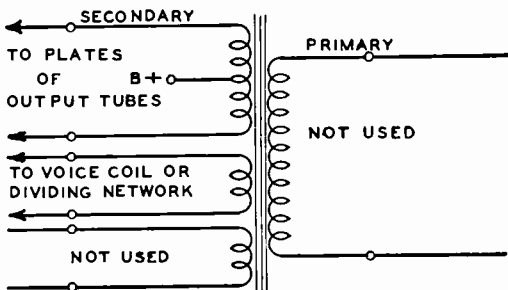 SECONDARY
TO PLATES
OF B+
OUTPUT TUBES
TO VOICE COIL OR
DIVIDING NETWORK
NOT USED
PRIMARY
NOT USED